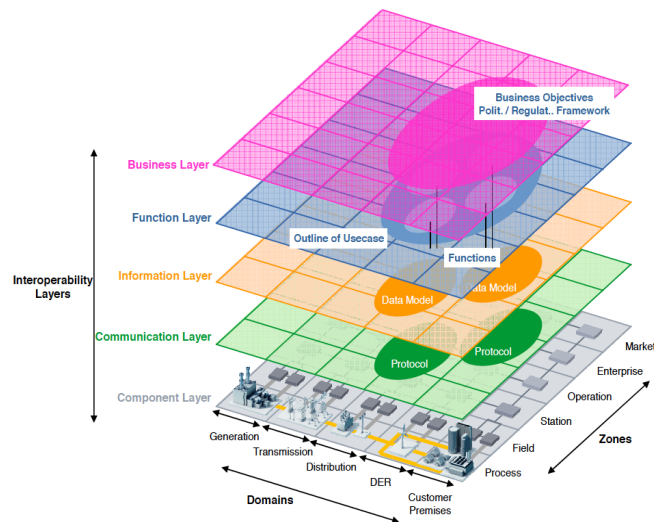 Business Objectives
Polit. / Regulat.. Framework
Business Layer
Function Layer
Outline of Usecase
Functions
Information Layer
Data Model
Data Model
Interoperability
Layers
Communication Layer
Protocol
Protocol
Component Layer
Market
Enterprise
Operation
Station
Field
Process
Zones
Generation
Transmission
Distribution
DER
Customer
Premises
Domains